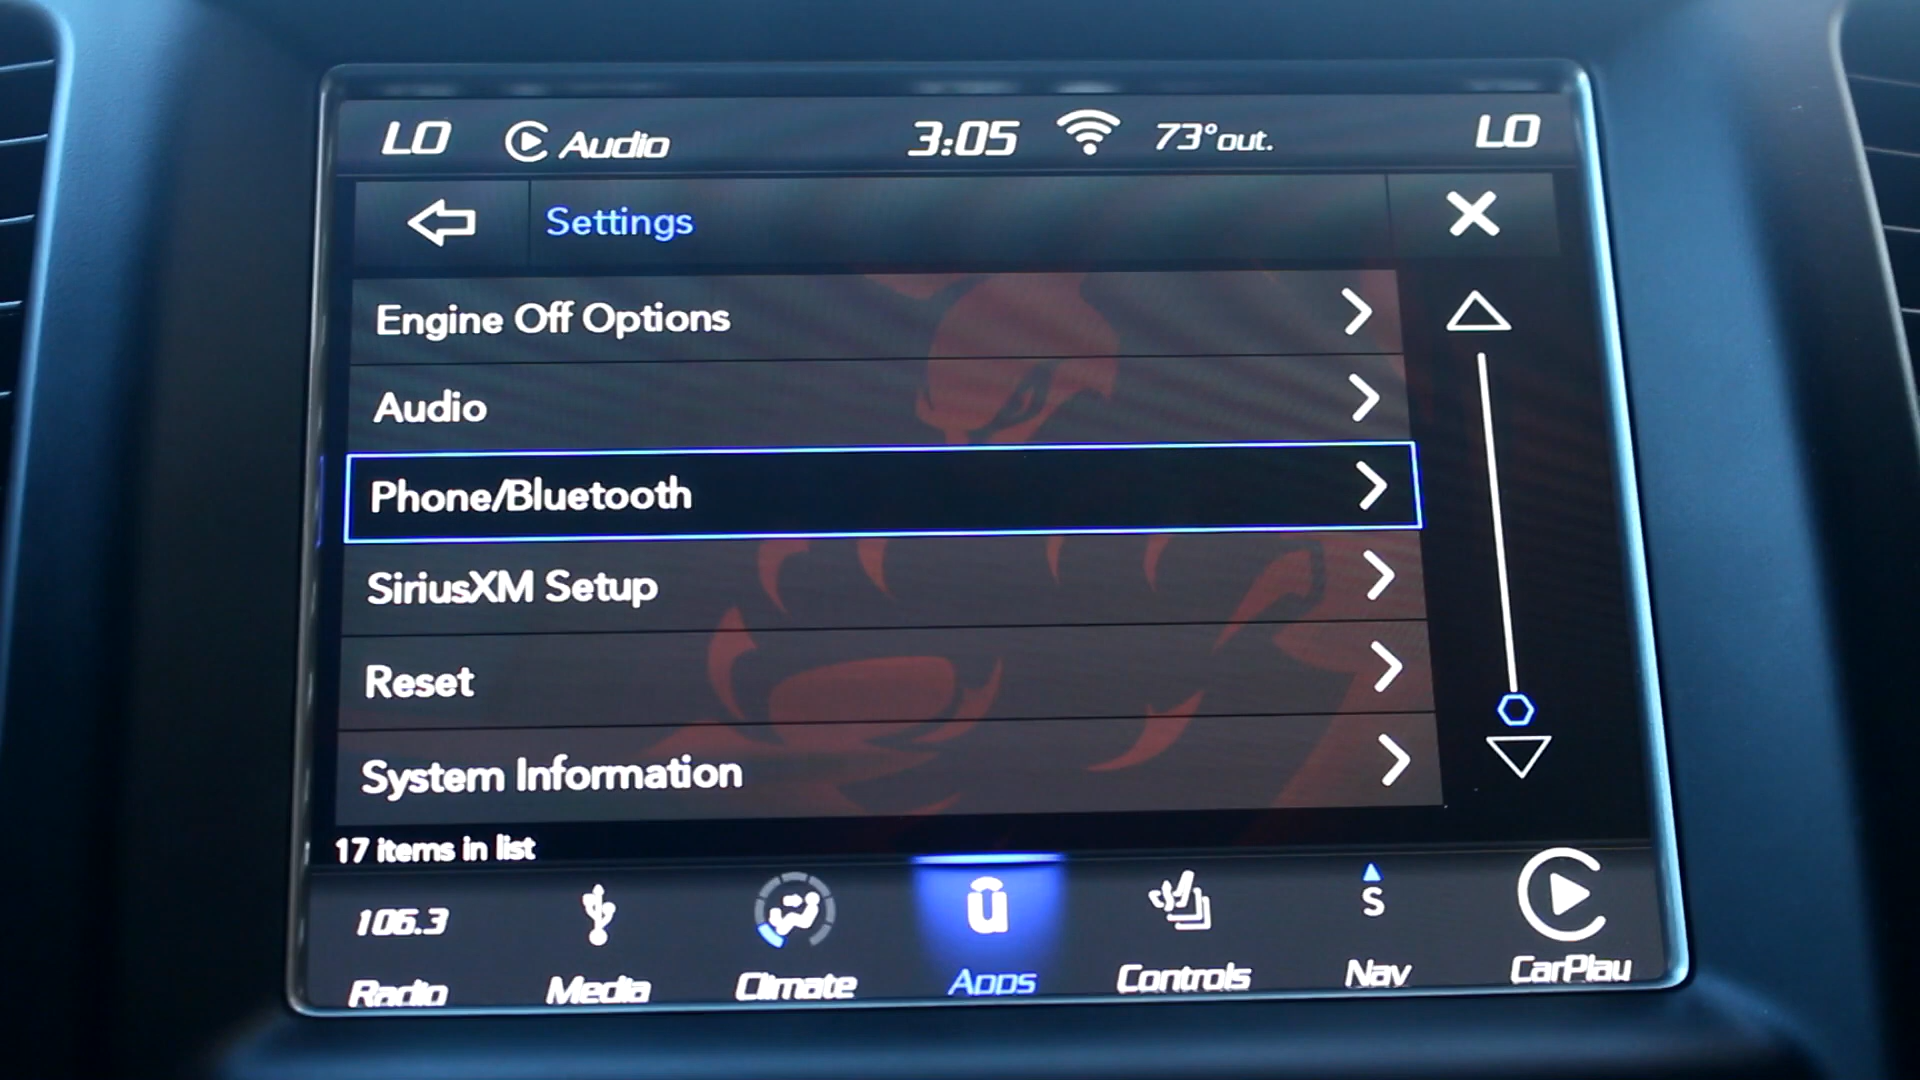 LO Audio 3:05 73°out. LO
Settings
Engine Off Options
Audio
Phone/Bluetooth
SiriusXM Setup
Reset
System Information
17 items in list
106.3 S
Radio Media Climate Apps Controls Nav CarPlay